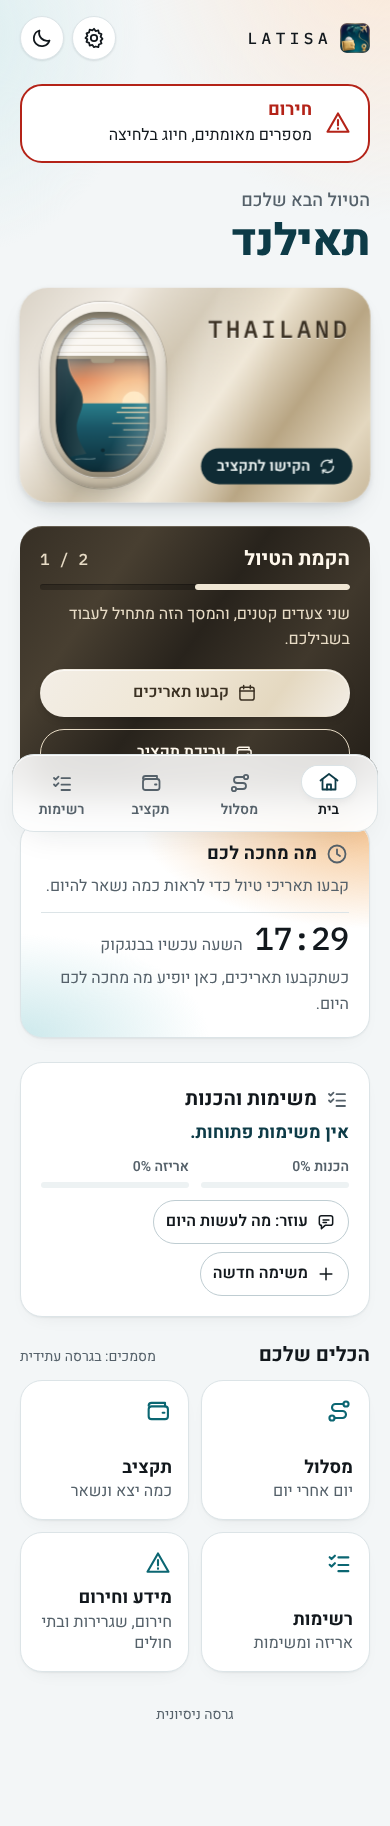 LATISA
חירום
מספרים מאומתים, חיוג בלחיצה
הטיול הבא שלכם
תאילנד
THAILAND
הקישו לתקציב
הקמת הטיול
1 / 2
שני צעדים קטנים, והמסך הזה מתחיל לעבוד
בשבילכם.
קבעו תאריכים
עריכת תקציב
בית
מסלול
תקציב
רשימות
מה מחכה לכם
קבעו תאריכי טיול כדי לראות כמה נשאר להיום.
17:29 השעה עכשיו בבנגקוק
כשתקבעו תאריכים, כאן יופיע מה מחכה לכם
היום.
משימות והכנות
אין משימות פתוחות.
הכנות 0%
אריזה 0%
עוזר: מה לעשות היום
משימה חדשה
הכלים שלכם
מסמכים: בגרסה עתידית
מסלול
יום אחרי יום
תקציב
כמה יצא ונשאר
רשימות
אריזה ומשימות
מידע וחירום
חירום, שגרירות ובתי
חולים
גרסה ניסיונית